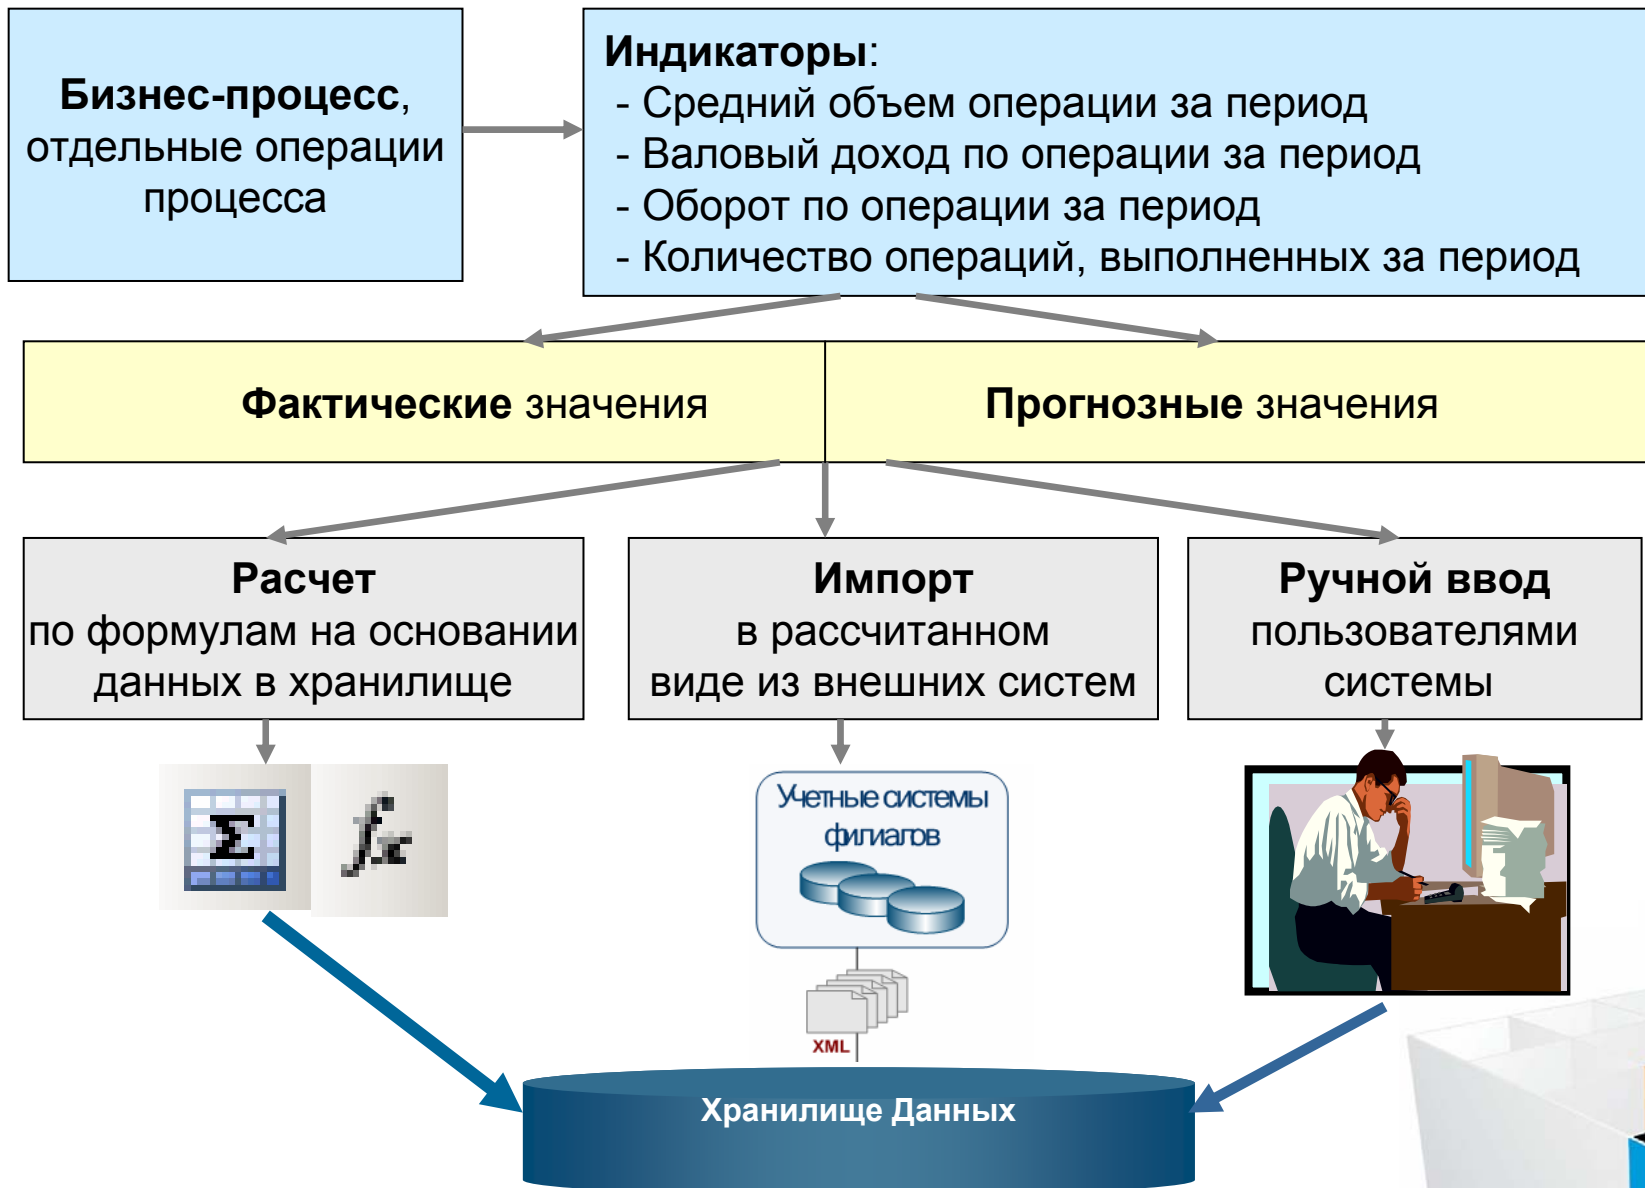 Бизнес-процесс,
отдельные операции
процесса
Индикаторы:
- Средний объем операции за период
- Валовый доход по операции за период
- Оборот по операции за период
- Количество операций, выполненных за период
Фактические значения
Прогнозные значения
Расчет
по формулам на основании
данных в хранилище
Импорт
в рассчитанном
виде из внешних систем
Ручной ввод
пользователями
системы
Σ
fx
Учетные системы
филиалов
XML
Хранилище Данных